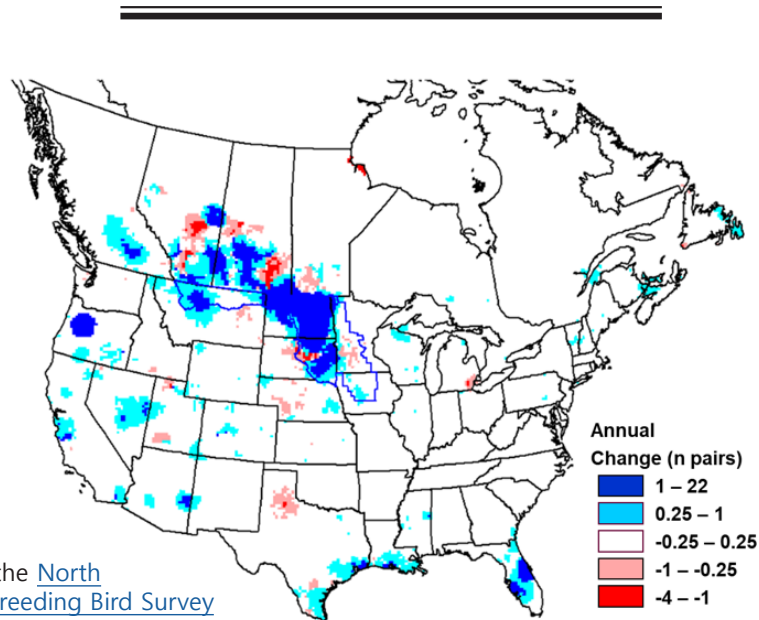 Annual
Change (n pairs)
1 – 22
0.25 – 1
-0.25 – 0.25
-1 – -0.25
-4 – -1
the North
reeding Bird Survey